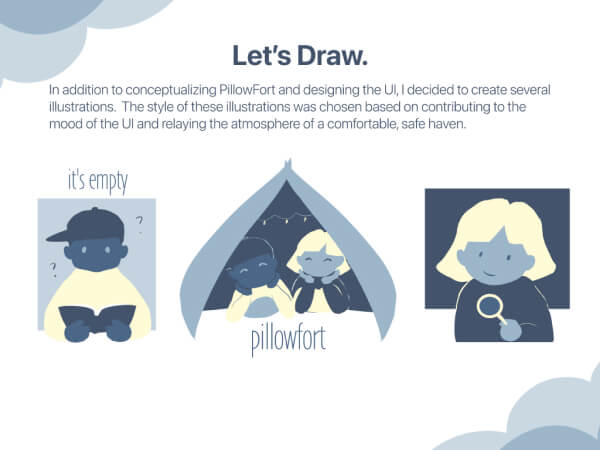 Let's Draw.
In addition to conceptualizing PillowFort and designing the UI, I decided to create several
illustrations.  The style of these illustrations was chosen based on contributing to the
mood of the UI and relaying the atmosphere of a comfortable, safe haven.
it's empty
?
?
pillowfort